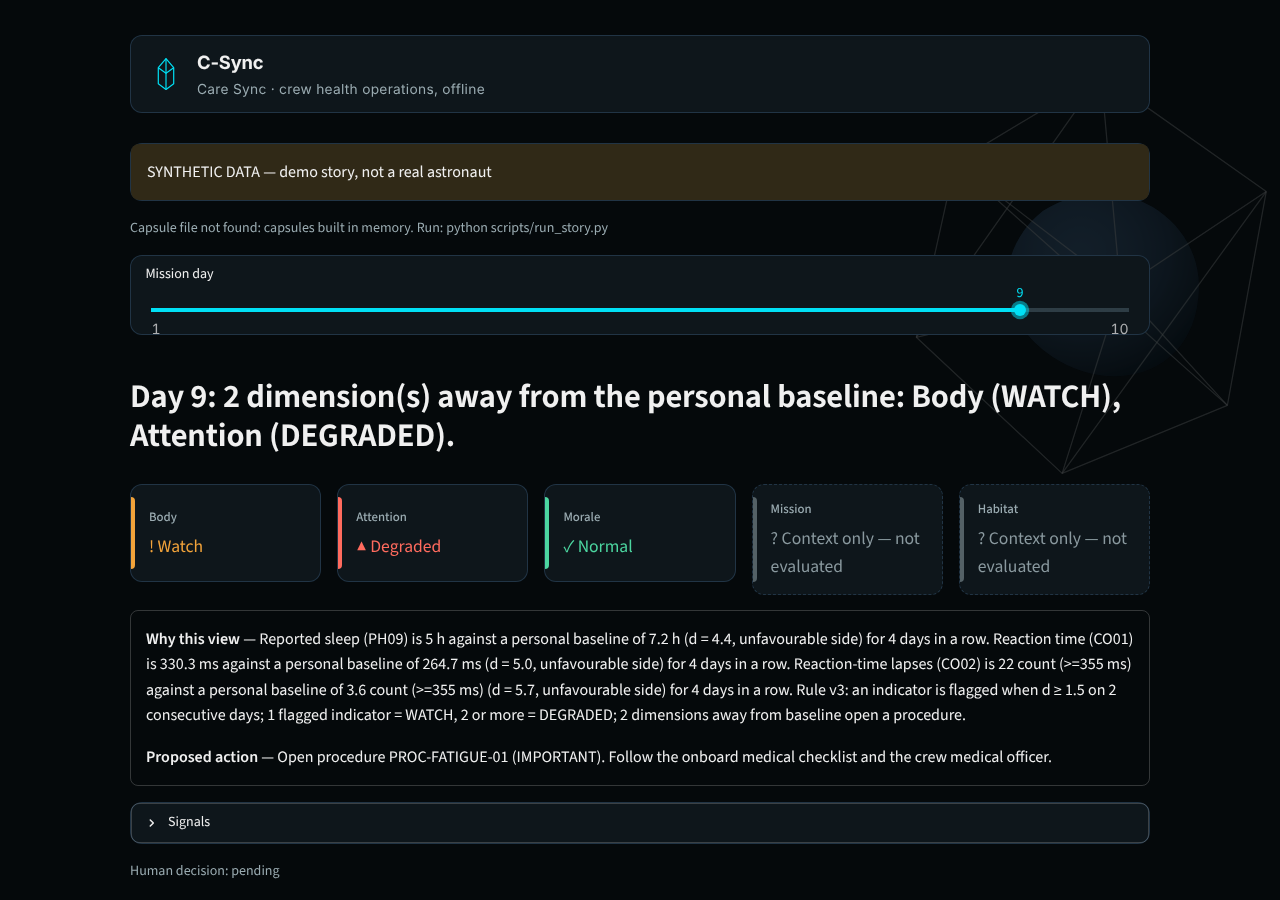 C-Sync
Care Sync · crew health operations, offline
SYNTHETIC DATA — demo story, not a real astronaut
Capsule file not found: capsules built in memory. Run: python scripts/run_story.py
Mission day
9
1
10
Day 9: 2 dimension(s) away from the personal baseline: Body (WATCH),
Attention (DEGRADED).
Body
! Watch
Attention
▲ Degraded
Morale
✓ Normal
Mission
? Context only — not
evaluated
Habitat
? Context only — not
evaluated
Why this view — Reported sleep (PH09) is 5 h against a personal baseline of 7.2 h (d = 4.4, unfavourable side) for 4 days in a row. Reaction time (CO01)
is 330.3 ms against a personal baseline of 264.7 ms (d = 5.0, unfavourable side) for 4 days in a row. Reaction-time lapses (CO02) is 22 count (>=355 ms)
against a personal baseline of 3.6 count (>=355 ms) (d = 5.7, unfavourable side) for 4 days in a row. Rule v3: an indicator is flagged when d ≥ 1.5 on 2
consecutive days; 1 flagged indicator = WATCH, 2 or more = DEGRADED; 2 dimensions away from baseline open a procedure.
Proposed action — Open procedure PROC-FATIGUE-01 (IMPORTANT). Follow the onboard medical checklist and the crew medical officer.
Signals
Human decision: pending